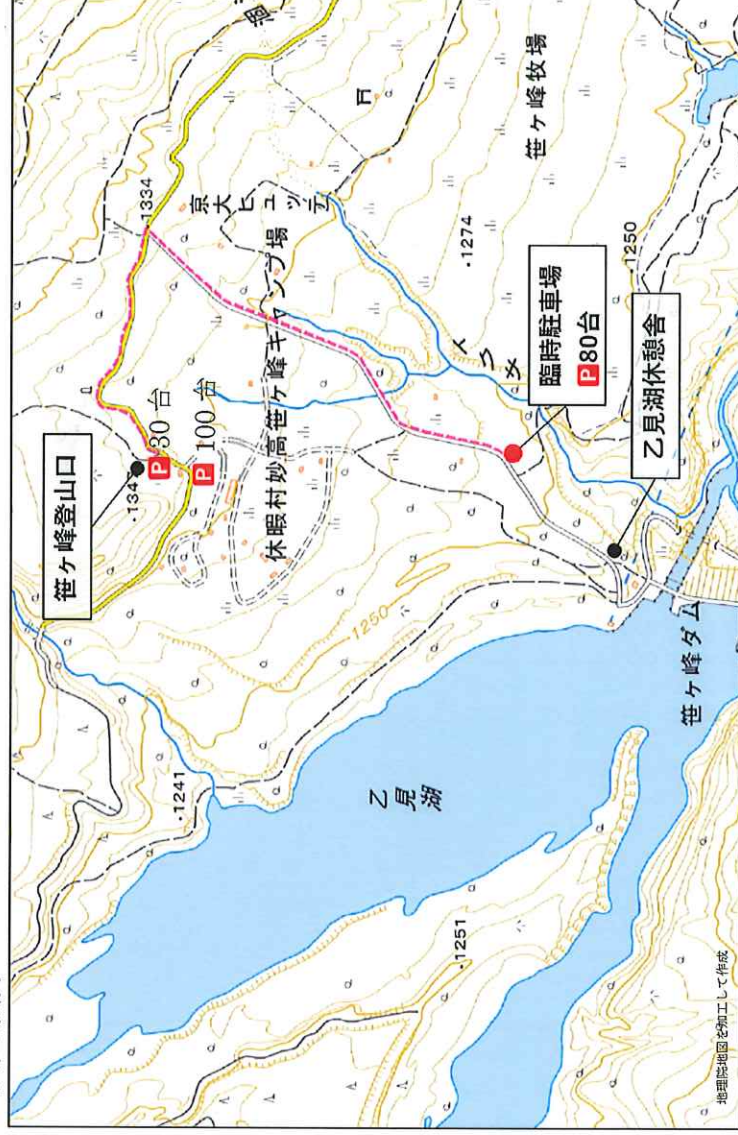 笹ヶ峰登山口
・134
P 30台
P 100台
1334
京大ヒュッテ
休暇村妙高笹ヶ峰キャンプ場
笹ヶ峰牧場
・1274
臨時駐車場
P80台
乙見湖休憩舎
1250
1250
・1241
乙見湖
・1251
笹ヶ峰ダム
地理院地図を加工して作成